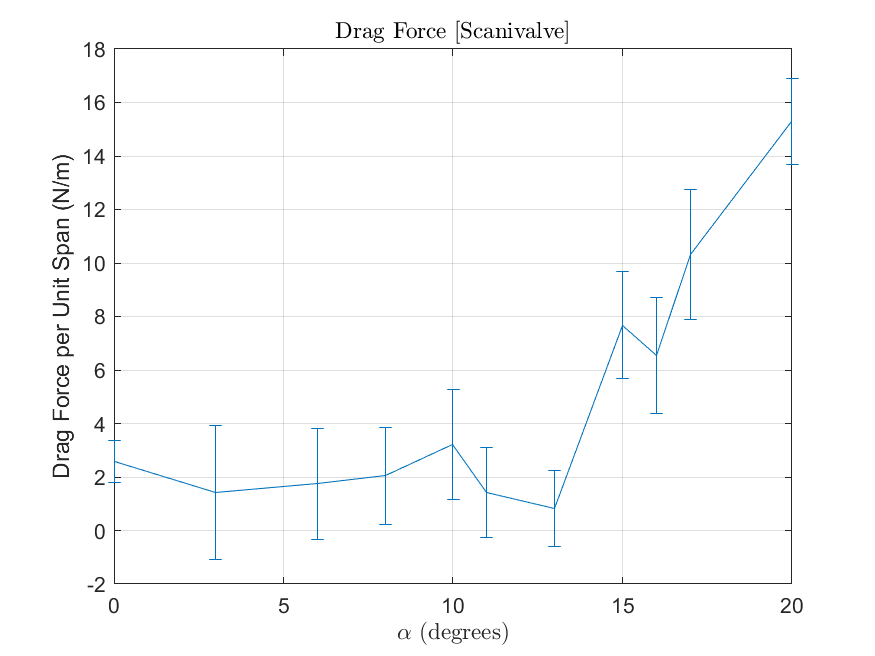 Drag Force [Scanivalve]
Drag Force per Unit Span (N/m)
18
16
14
12
10
8
6
4
2
0
-2
0 5 10 15 20
α (degrees)